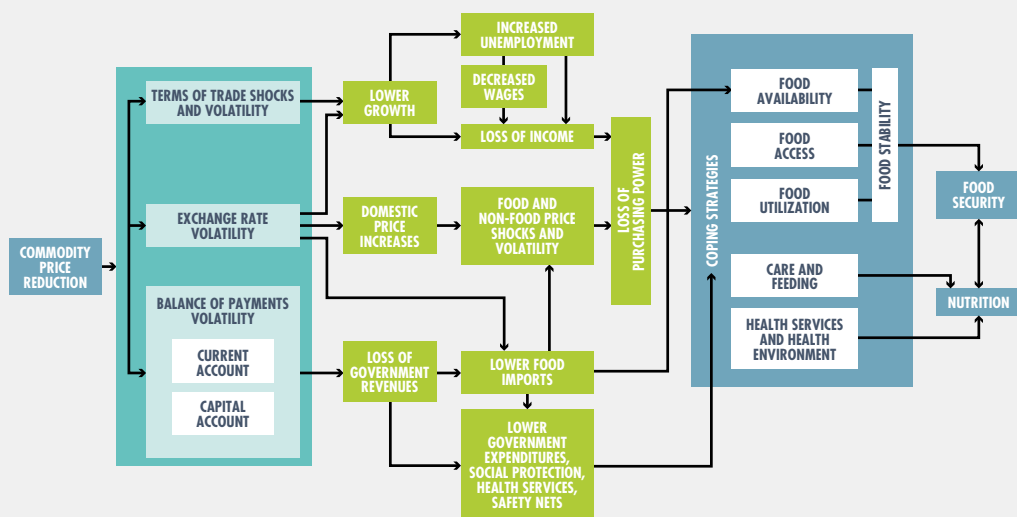 COMMODITY
PRICE
REDUCTION
TERMS OF TRADE SHOCKS
AND VOLATILITY
EXCHANGE RATE
VOLATILITY
BALANCE OF PAYMENTS
VOLATILITY
CURRENT
ACCOUNT
CAPITAL
ACCOUNT
LOWER
GROWTH
DOMESTIC
PRICE
INCREASES
LOSS OF
GOVERNMENT
REVENUES
INCREASED
UNEMPLOYMENT
DECREASED
WAGES
LOSS OF INCOME
FOOD AND
NON-FOOD PRICE
SHOCKS AND
VOLATILITY
LOWER FOOD
IMPORTS
LOWER
GOVERNMENT
EXPENDITURES,
SOCIAL PROTECTION,
HEALTH SERVICES,
SAFETY NETS
LOSS OF
PURCHASING POWER
COPING STRATEGIES
FOOD
AVAILABILITY
FOOD
ACCESS
FOOD
UTILIZATION
FOOD STABILITY
CARE AND
FEEDING
HEALTH SERVICES
AND HEALTH
ENVIRONMENT
FOOD
SECURITY
NUTRITION